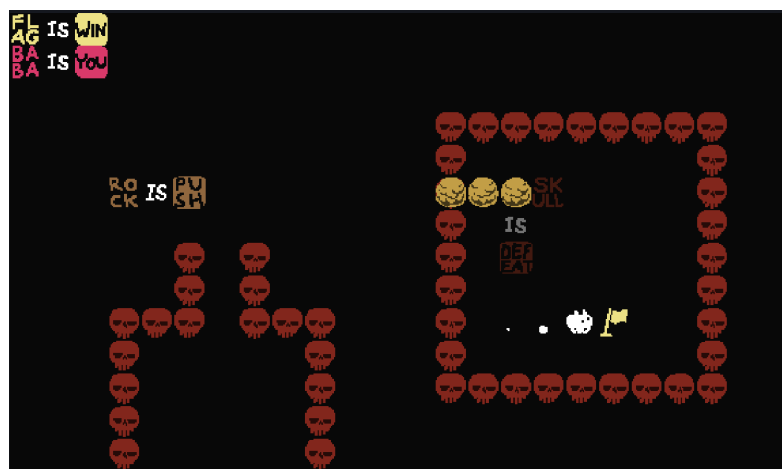 FLAG IS WIN
BABA IS YOU
ROCK IS PUSH
SKULL
IS
DEFEAT